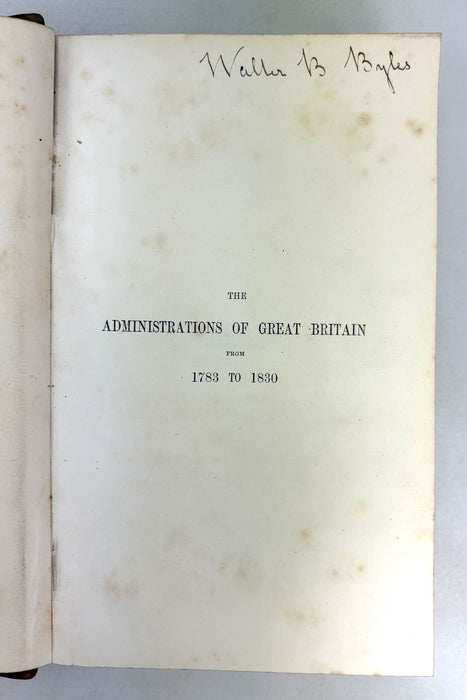 Walter B Byles
THE
ADMINISTRATIONS OF GREAT BRITAIN
FROM
1783 TO 1830